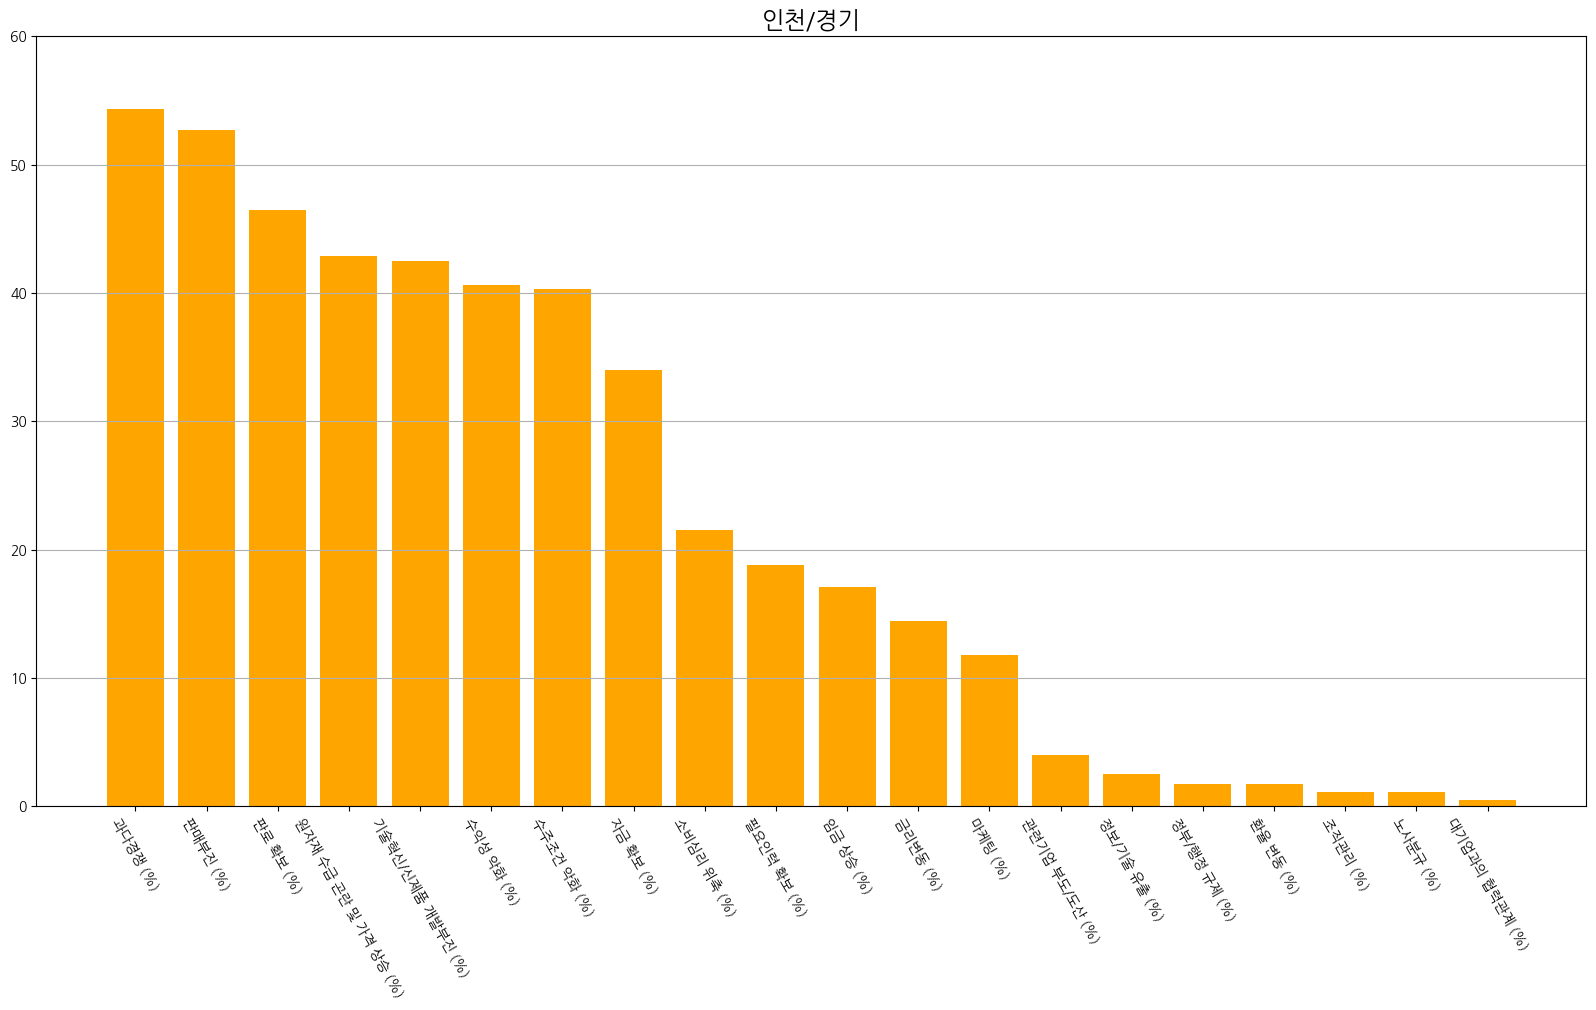 인천/경기
60
50
40
30
20
10
0
과다경쟁 (%)
판매부진 (%)
판로 확보 (%)
원자재 수급 곤란 및 가격 상승 (%)
기술혁신/신제품 개발부진 (%)
수익성 악화 (%)
수주조건 악화 (%)
자금 확보 (%)
소비심리 위축 (%)
필요인력 확보 (%)
임금 상승 (%)
금리변동 (%)
마케팅 (%)
관련기업 부도/도산 (%)
정보/기술 유출 (%)
정부/행정 규제 (%)
환율 변동 (%)
조직관리 (%)
노사분규 (%)
대기업과의 협력관계 (%)